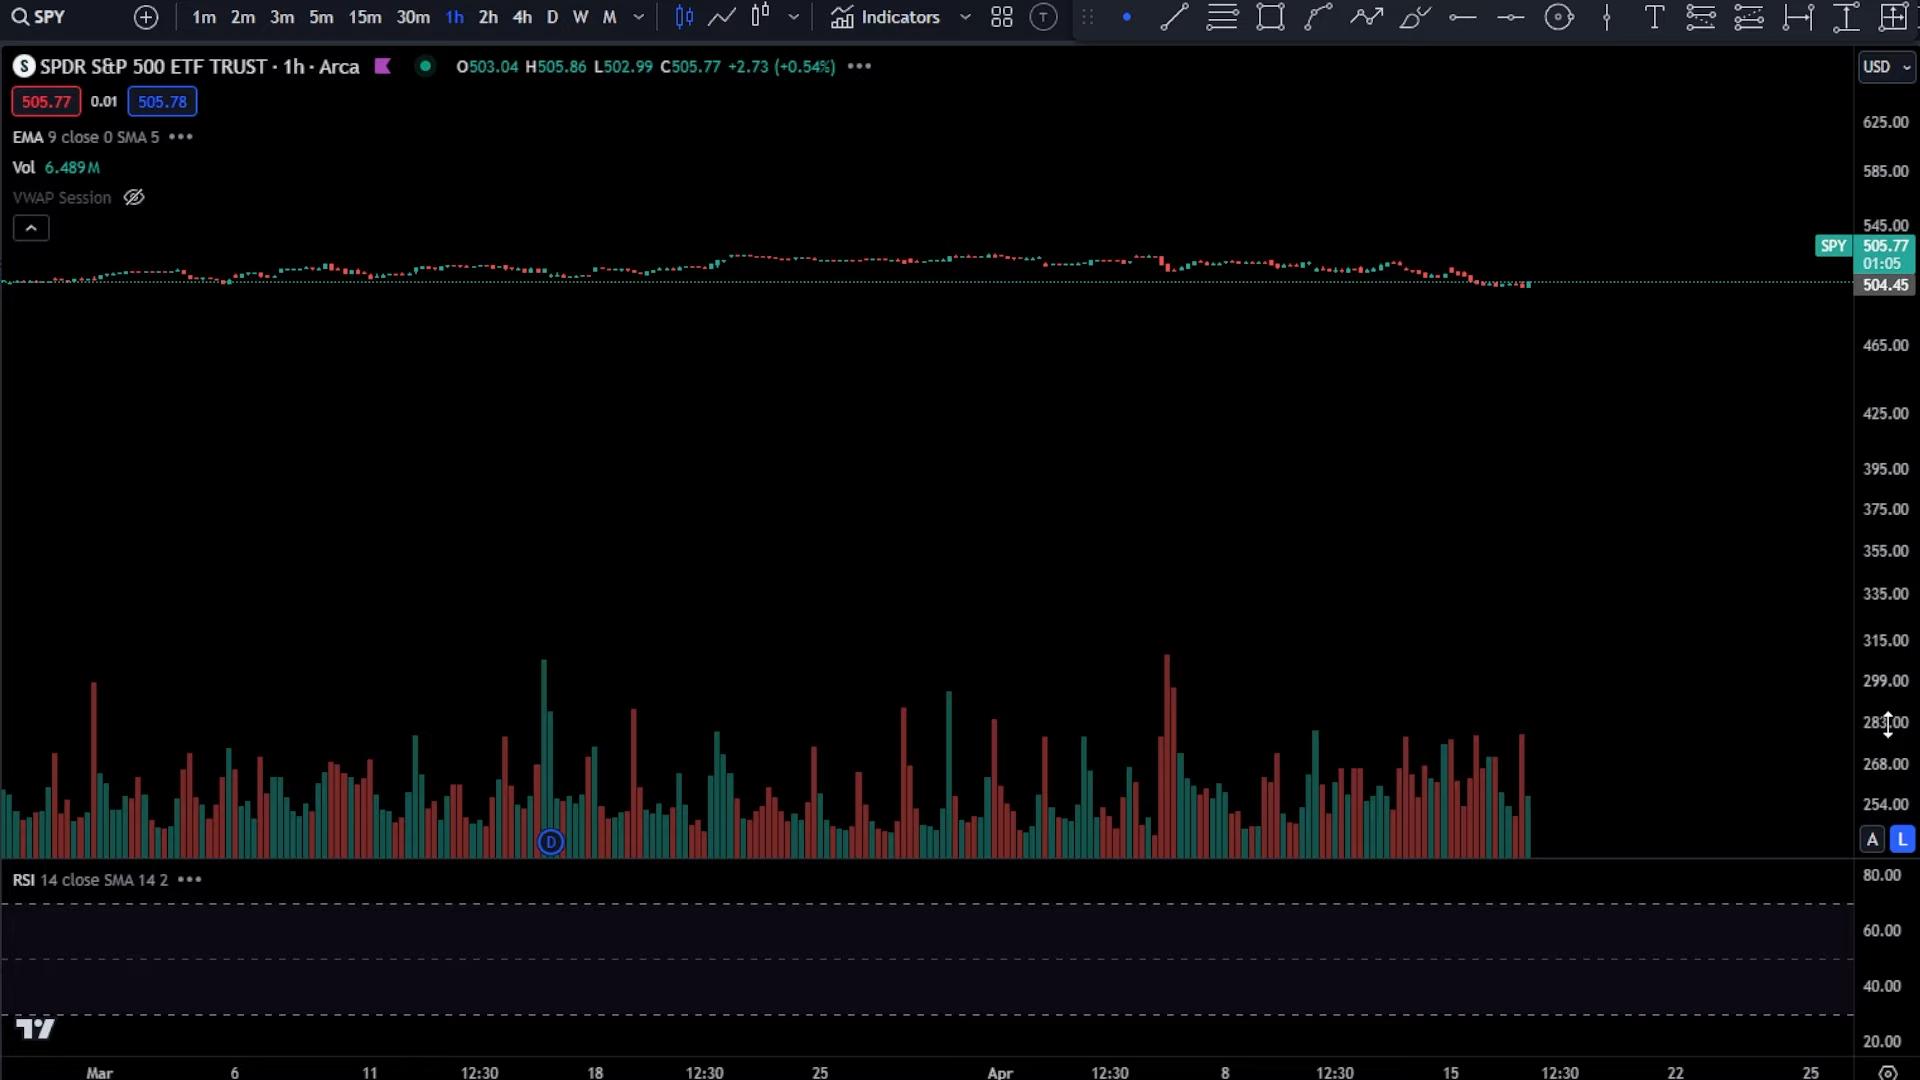 SPY 1m 2m 3m 5m 15m 30m 1h 2h 4h D W M Indicators T T
S SPDR S&P 500 ETF TRUST · 1h · Arca O503.04 H505.86 L502.99 C505.77 +2.73 (+0.54%) USD
505.77 0.01 505.78
EMA 9 close 0 SMA 5
Vol 6.489M
VWAP Session
625.00
585.00
545.00
SPY 505.77
01:05
504.45
465.00
425.00
395.00
375.00
355.00
335.00
315.00
299.00
283.00
268.00
254.00
D
A L
RSI 14 close SMA 14 2
80.00
60.00
40.00
20.00
Mar 6 11 12:30 18 12:30 25 Apr 12:30 8 12:30 15 12:30 22 25